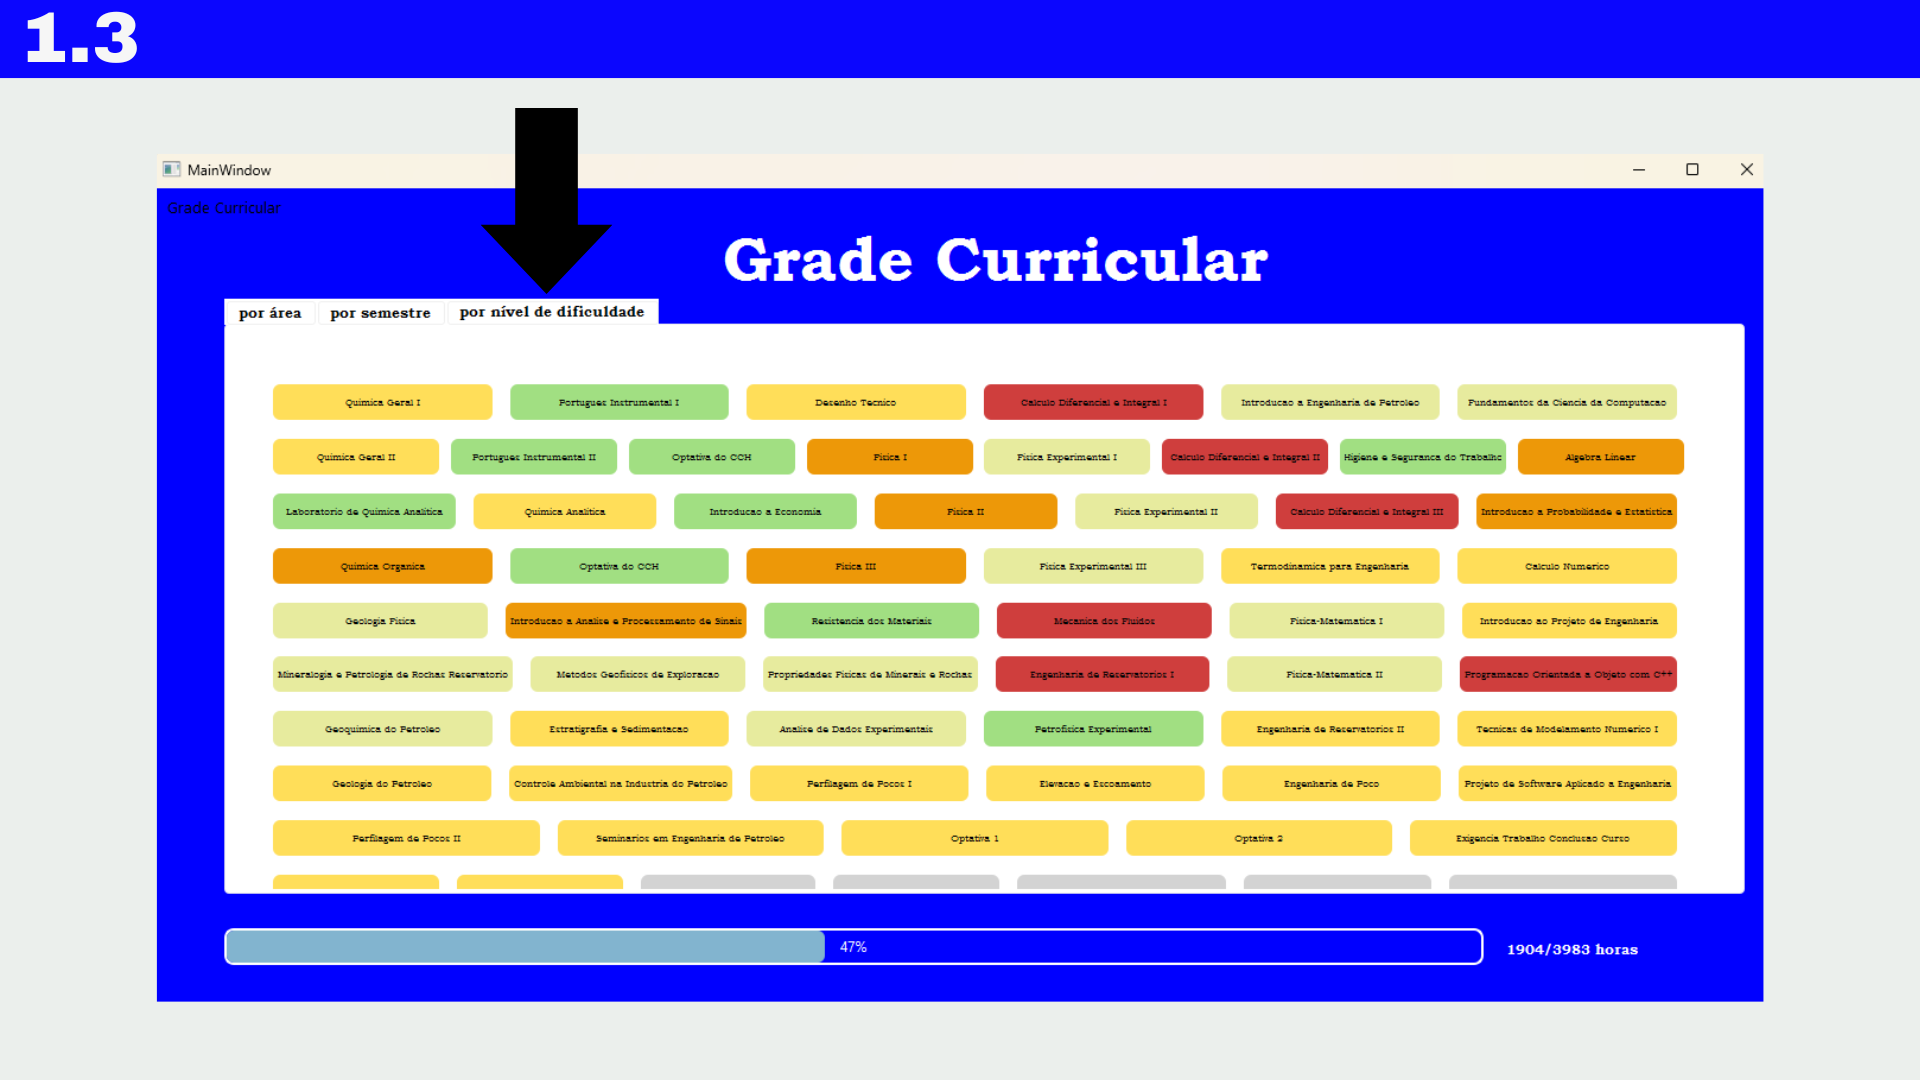 1.3
MainWindow
Grade Curricular
Grade Curricular
por área por semestre por nível de dificuldade
Quimica Geral I Portugues Instrumental I Desenho Tecnico Calculo Diferencial e Integral I Introducao a Engenharia de Petroleo Fundamentos da Ciencia da Computacao
Quimica Geral II Portugues Instrumental II Optativa do CCH Fisica I Fisica Experimental I Calculo Diferencial e Integral II Higiene e Seguranca do Trabalho Algebra Linear
Laboratorio de Quimica Analitica Quimica Analitica Introducao a Economia Fisica II Fisica Experimental II Calculo Diferencial e Integral III Introducao a Probabilidade e Estatistica
Quimica Organica Optativa do CCH Fisica III Fisica Experimental III Termodinamica para Engenharia Calculo Numerico
Geologia Fisica Introducao a Analise e Processamento de Sinais Resistencia dos Materiais Mecanica dos Fluidos Fisica-Matematica I Introducao ao Projeto de Engenharia
Mineralogia e Petrologia de Rochas Reservatorio Metodos Geofisicos de Exploracao Propriedades Fisicas de Minerais e Rochas Engenharia de Reservatorios I Fisica-Matematica II Programacao Orientada a Objeto com C++
Geoquimica do Petroleo Estratigrafia e Sedimentacao Analise de Dados Experimentais Petrofisica Experimental Engenharia de Reservatorios II Tecnicas de Modelamento Numerico I
Geologia do Petroleo Controle Ambiental na Industria do Petroleo Perfilagem de Pocos I Elevacao e Escoamento Engenharia de Poco Projeto de Software Aplicado a Engenharia
Perfilagem de Pocos II Seminarios em Engenharia de Petroleo Optativa 1 Optativa 2 Exigencia Trabalho Conclusao Curso
47% 1904/3983 horas